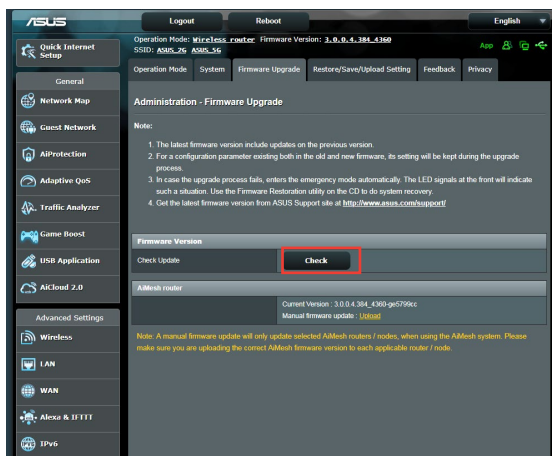 ASUS
Logout
Reboot
English
Quick Internet
Setup
Operation Mode: Wireless router Firmware Version: 3.0.0.4.384_4360
SSID: ASUS_2G ASUS_5G
App
General
Network Map
Guest Network
AiProtection
Adaptive QoS
Traffic Analyzer
Game Boost
USB Application
AiCloud 2.0
Advanced Settings
Wireless
LAN
WAN
Alexa & IFTTT
IPv6
Operation Mode
System
Firmware Upgrade
Restore/Save/Upload Setting
Feedback
Privacy
Administration - Firmware Upgrade
Note:
1. The latest firmware version include updates on the previous version.
2. For a configuration parameter existing both in the old and new firmware, its setting will be kept during the upgrade
process.
3. In case the upgrade process fails, enters the emergency mode automatically. The LED signals at the front will indicate
such a situation. Use the Firmware Restoration utility on the CD to do system recovery.
4. Get the latest firmware version from ASUS Support site at http://www.asus.com/support/
Firmware Version
Check Update
Check
AiMesh router
Current Version : 3.0.0.4.384_4360-ge5799cc
Manual firmware update : Upload
Note: A manual firmware update will only update selected AiMesh routers / nodes, when using the AiMesh system. Please
make sure you are uploading the correct AiMesh firmware version to each applicable router / node.